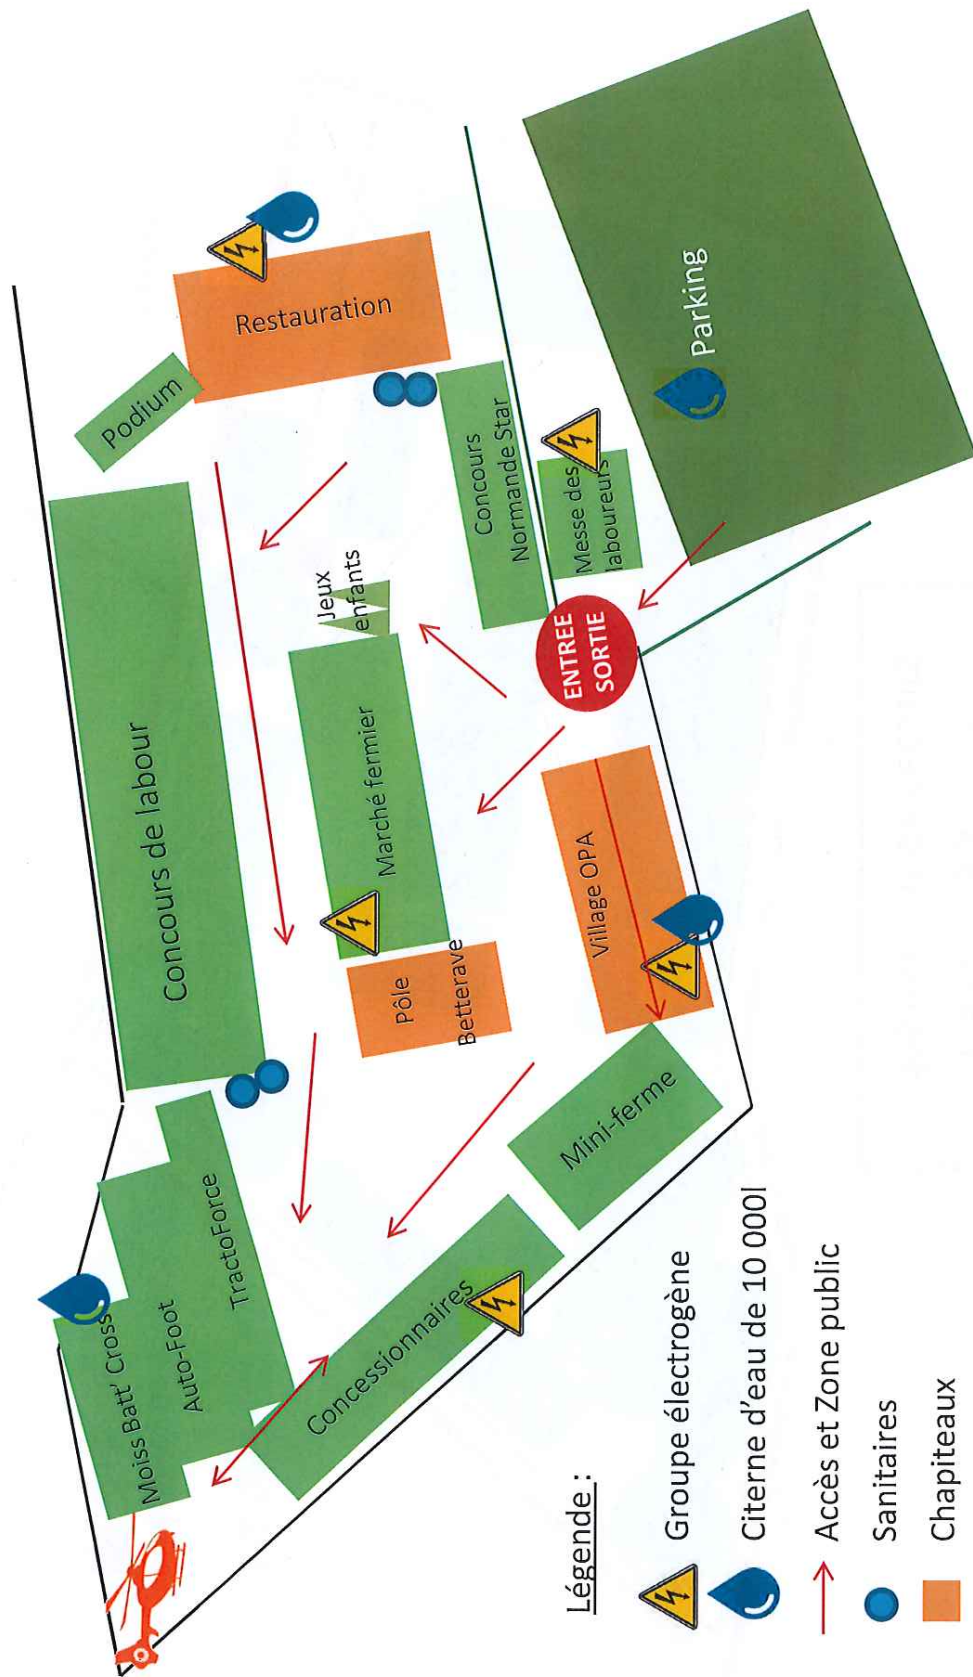 Moiss Batt' Cross
Auto-Foot
TractoForce
Concours de labour
Podium
Restauration
Concessionnaires
Mini-ferme
Pôle
Betterave
Marché fermier
Jeux
enfants
Concours
Normande Star
Village OPA
ENTREE
SORTIE
Messe des
laboureurs
Parking
Légende :
Groupe électrogène
Citerne d'eau de 10 000l
Accès et Zone public
Sanitaires
Chapiteaux